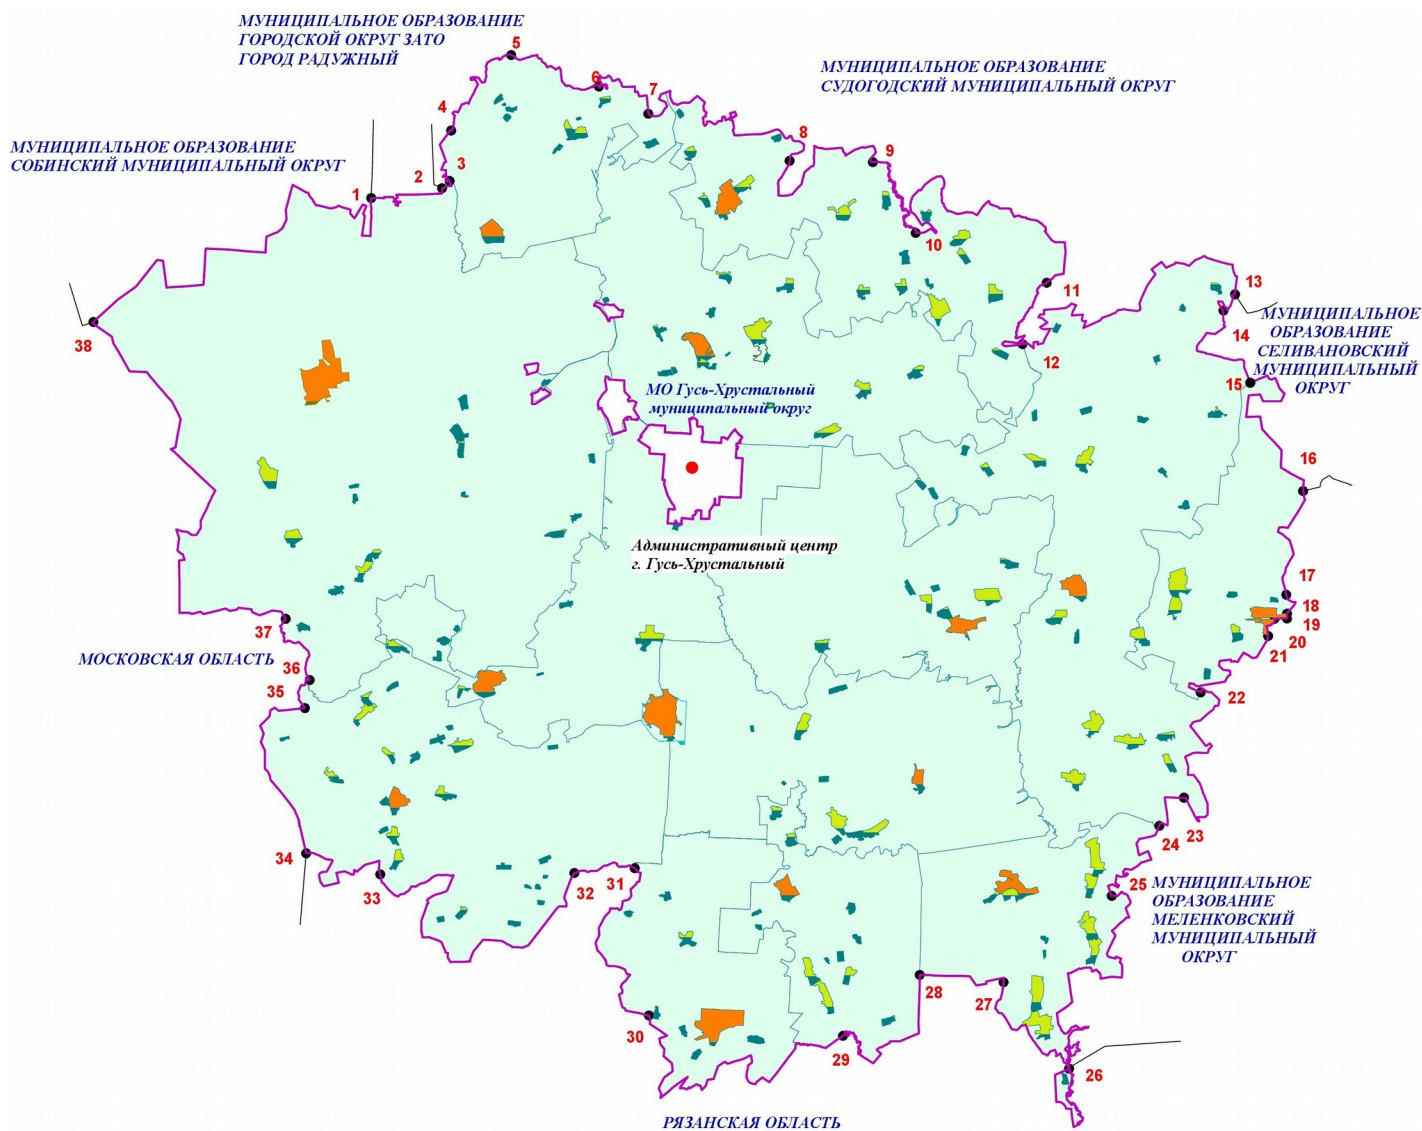 МУНИЦИПАЛЬНОЕ ОБРАЗОВАНИЕ
ГОРОДСКОЙ ОКРУГ ЗАТО
ГОРОД РАДУЖНЫЙ
МУНИЦИПАЛЬНОЕ ОБРАЗОВАНИЕ
СУДОГОДСКИЙ МУНИЦИПАЛЬНЫЙ ОКРУГ
МУНИЦИПАЛЬНОЕ ОБРАЗОВАНИЕ
СОБИНСКИЙ МУНИЦИПАЛЬНЫЙ ОКРУГ
1
2
3
4
5
6
7
8
9
10
11
12
13
14
МУНИЦИПАЛЬНОЕ
ОБРАЗОВАНИЕ
СЕЛИВАНОВСКИЙ
МУНИЦИПАЛЬНЫЙ
ОКРУГ
15
16
МО Гусь-Хрустальный
муниципальный округ
Административный центр
г. Гусь-Хрустальный
17
18
19
20
21
22
23
24
25
МУНИЦИПАЛЬНОЕ
ОБРАЗОВАНИЕ
МЕЛЕНКОВСКИЙ
МУНИЦИПАЛЬНЫЙ
ОКРУГ
26
27
28
29
30
31
32
33
34
35
36
37
38
МОСКОВСКАЯ ОБЛАСТЬ
РЯЗАНСКАЯ ОБЛАСТЬ